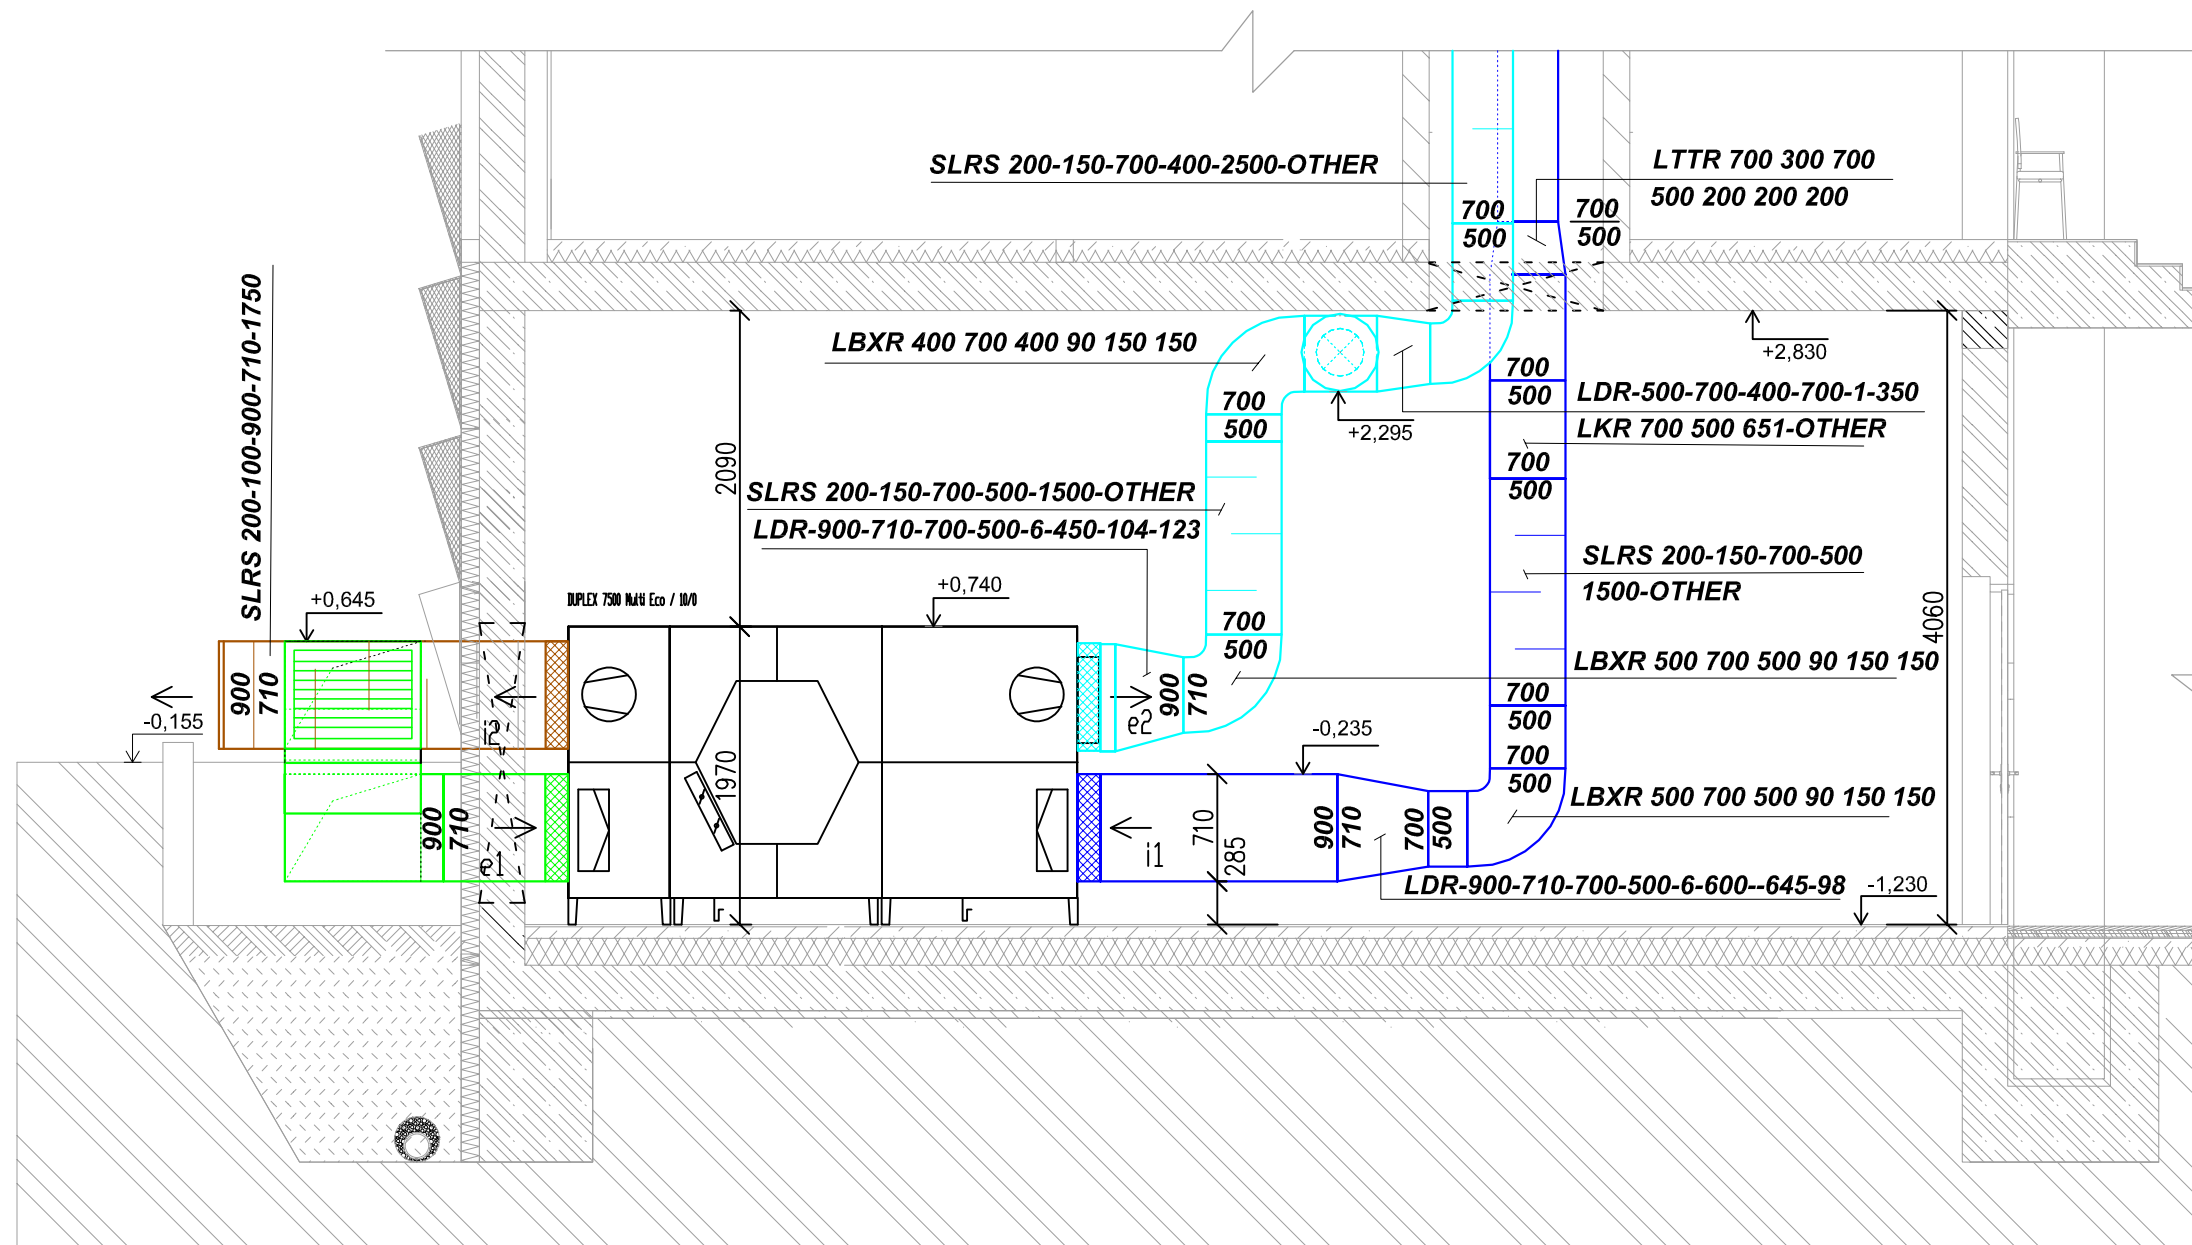 SLRS 200-150-700-400-2500-OTHER
LTTR 700 300 700
500 200 200 200
700
500
700
500
SLRS 200-100-900-710-1750
LBXR 400 700 400 90 150 150
+2,830
700
500
LDR-500-700-400-700-1-350
700
500
+2,295
LKR 700 500 651-OTHER
2090
700
500
SLRS 200-150-700-500-1500-OTHER
LDR-900-710-700-500-6-450-104-123
SLRS 200-150-700-500
1500-OTHER
+0,645
DUPLEX 7500 Multi Eco / 10/0
+0,740
4060
700
500
LBXR 500 700 500 90 150 150
900
710
-0,155
i2
e2
900
710
-0,235
700
500
1970
700
500
LBXR 500 700 500 90 150 150
900
710
e1
i1
710
285
900
710
700
500
LDR-900-710-700-500-6-600--645-98
-1,230